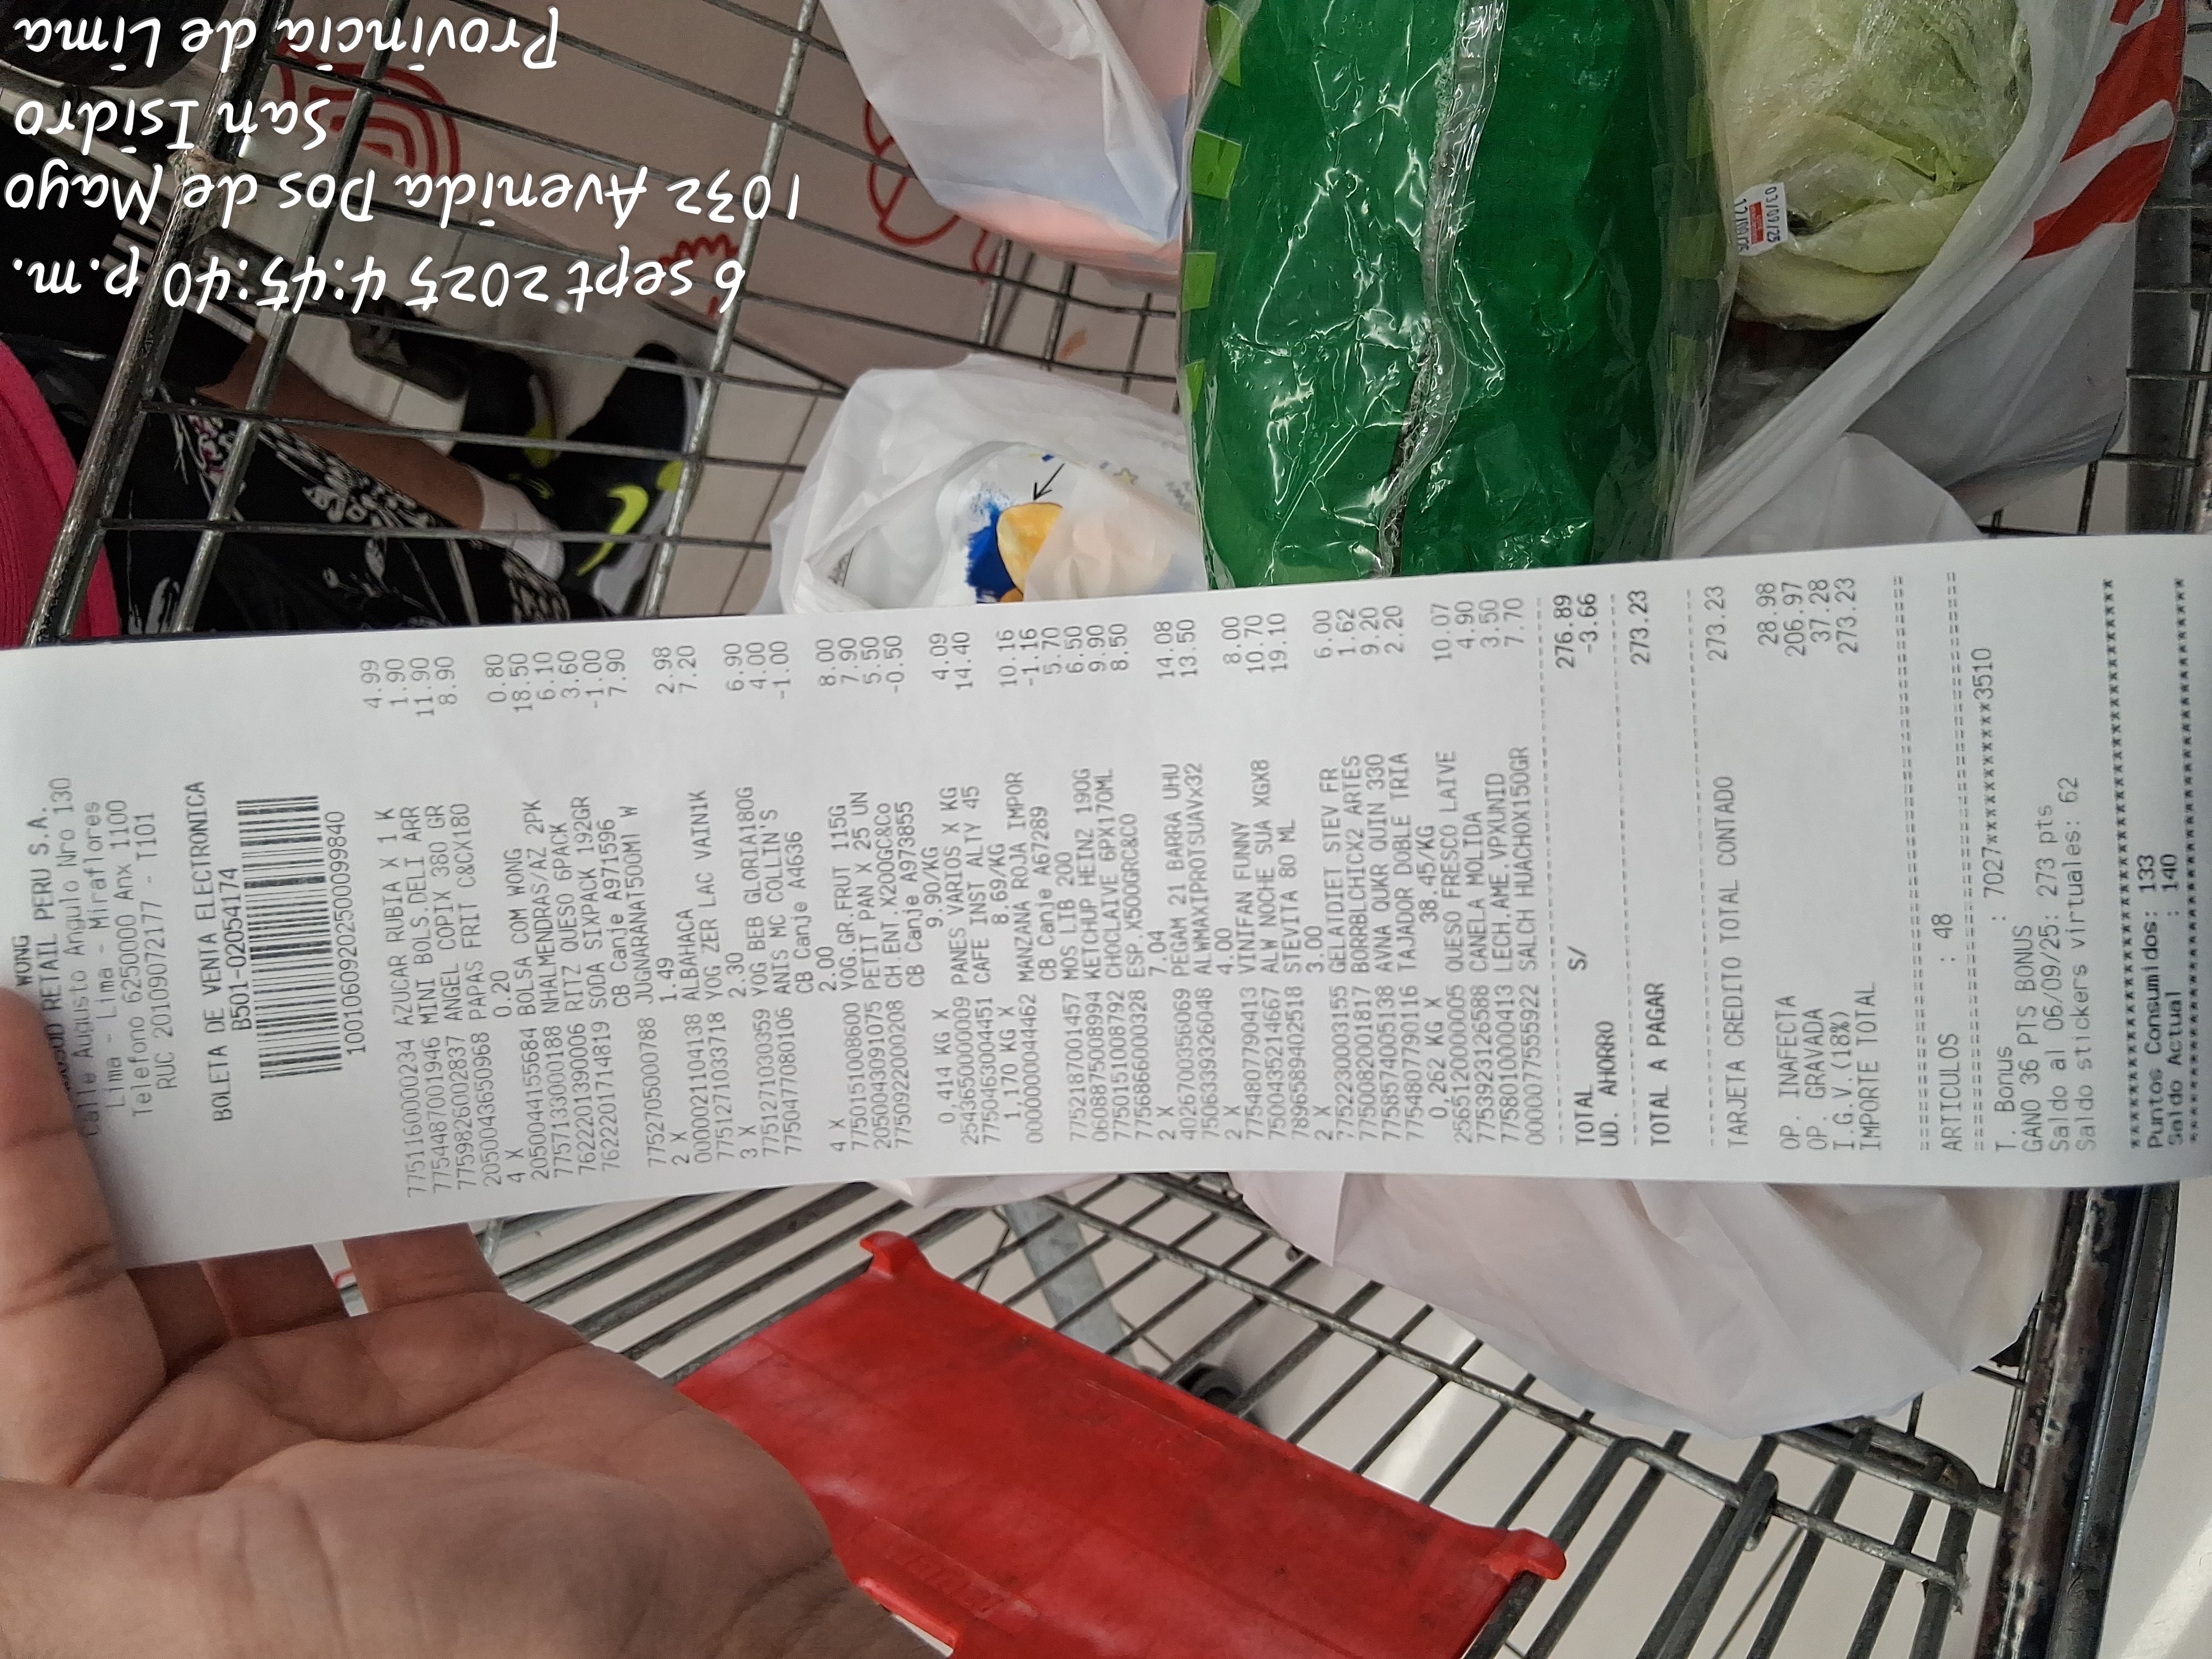 WONG
RETAIL PERU S.A.
Calle Augusto Angulo Nro 130
Lima - Lima - Miraflores
Telefono 6250000 Anx 1100
RUC 20109072177 - T101
BOLETA DE VENTA ELECTRONICA
B501-02054174
10010609202500099840
7751160000234 AZUCAR RUBIA X 1 K 4.99
7754487001946 MINI BOLS.DELI ARR 1.90
7759826002837 ANGEL COPIX 380 GR 11.90
2050043650968 PAPAS FRIT C&CX180 8.90
4 X 0.20
2050044155684 BOLSA COM WONG 0.80
7757133000188 NHALMENDRAS/AZ 2PK 18.50
7622201390006 RITZ QUESO 6PACK 6.10
7622201714819 SODA SIXPACK 192GR 3.60
CB Canje A971596 -1.00
7752705000788 JUGNARANAT500Ml W 7.90
2 X 1.49
0000021104138 ALBAHACA 2.98
7751271033718 YOG ZER LAC VAIN1K 7.20
3 X 2.30
7751271030359 YOG BEB GLORIA180G 6.90
7750477080106 ANIS MC COLLIN'S 4.00
CB Canje A4636 -1.00
4 X 2.00
7750151008600 YOG.GR.FRUT 115G 8.00
2050043091075 PETIT PAN X 25 UN 7.90
7750922000208 CH.ENT.X200GC&Co 5.50
CB Canje A973855 -0.50
0,414 KG X 9.90/KG
2543650000009 PANES VARIOS X KG 4.09
7750463004451 CAFE INST ALTY 45 14.40
1,170 KG X 8.69/KG
0000000044462 MANZANA ROJA IMPOR 10.16
CB Canje A67289 -1.16
7752187001457 MOS LIB 200 5.70
0608875008994 KETCHUP HEINZ 190G 6.50
7750151008792 CHOCLAIVE 6PX170ML 9.90
7756866000328 ESP.X500GRC&CO 8.50
2 X 7.04
4026700356069 PEGAM 21 BARRA UHU 14.08
7506339326048 ALWMAXIPROTSUAVx32 13.50
2 X 4.00
7754807790413 VINIFAN FUNNY 8.00
7500435214667 ALW NOCHE SUA XGX8 10.70
7896589402518 STEVITA 80 ML 19.10
2 X 3.00
7752230003155 GELATDIET STEV FR 6.00
7750082001817 BORRBLCHICX2 ARTES 1.62
7758574005138 AVNA QUKR QUIN 330 9.20
7754807790116 TAJADOR DOBLE TRIA 2.20
0,262 KG X 38.45/KG
2565120000005 QUESO FRESCO LAIVE 10.07
7753923126588 CANELA MOLIDA 4.90
7758010000413 LECH.AME.VPXUNID 3.50
0000077555922 SALCH HUACHOX150GR 7.70
TOTAL S/ 276.89
UD. AHORRO -3.66
TOTAL A PAGAR 273.23
TARJETA CREDITO TOTAL CONTADO 273.23
OP. INAFECTA 28.98
OP. GRAVADA 206.97
I.G.V.(18%) 37.28
IMPORTE TOTAL 273.23
ARTICULOS : 48
T. Bonus : 7027***********3510
GANO 36 PTS BONUS
Saldo al 06/09/25: 273 pts
Saldo stickers virtuales: 62
Puntos Consumidos: 133
Saldo Actual : 140
6 sept 2025 4:45:40 p.m.
1032 Avenida Dos de Mayo
San Isidro
Provincia de Lima
03/09/25